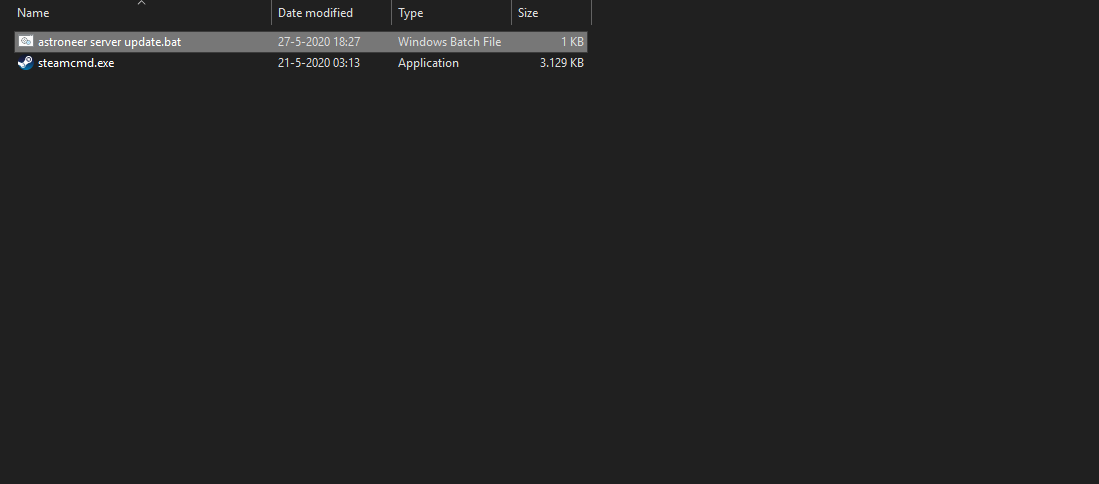 Name Date modified Type Size
astroneer server update.bat 27-5-2020 18:27 Windows Batch File 1 KB
steamcmd.exe 21-5-2020 03:13 Application 3.129 KB